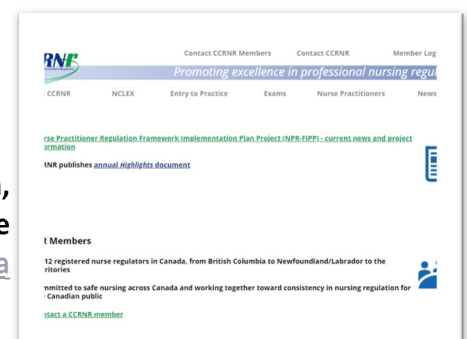 RNR
Contact CCRNR Members Contact CCRNR Member Log
Promoting excellence in professional nursing regul
CCRNR NCLEX Entry to Practice Exams Nurse Practitioners News
rse Practitioner Regulation Framework Implementation Plan Project (NPR-FIPP) - current news and project
ormation
RNR publishes annual Highlights document
,
e
a
R Members
12 registered nurse regulators in Canada, from British Columbia to Newfoundland/Labrador to the
ritories
mmitted to safe nursing across Canada and working together toward consistency in nursing regulation for
Canadian public
ntact a CCRNR member